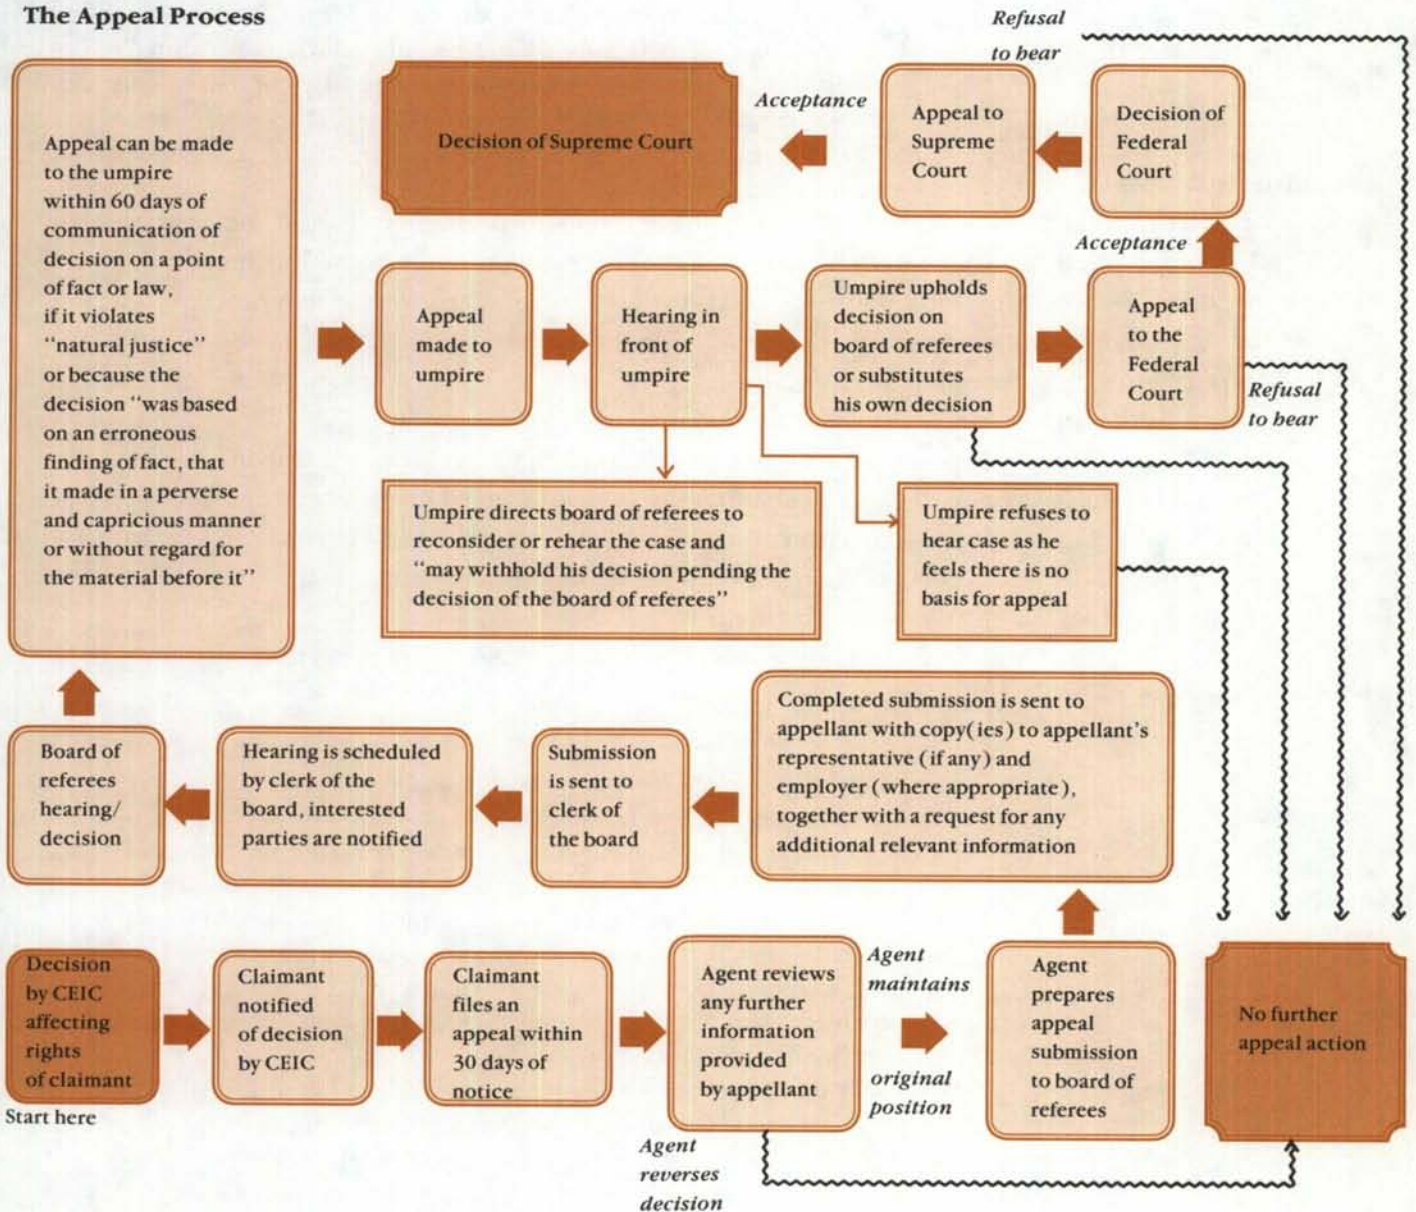 The Appeal Process
Refusal
to hear
Appeal can be made
to the umpire
within 60 days of
communication of
decision on a point
of fact or law,
if it violates
“natural justice”
or because the
decision “was based
on an erroneous
finding of fact, that
it made in a perverse
and capricious manner
or without regard for
the material before it”
Decision of Supreme Court
Acceptance
Appeal to
Supreme
Court
Decision of
Federal
Court
Acceptance
Appeal
made to
umpire
Hearing in
front of
umpire
Umpire upholds
decision on
board of referees
or substitutes
his own decision
Appeal
to the
Federal
Court
Refusal
to hear
Umpire directs board of referees to
reconsider or rehear the case and
“may withhold his decision pending the
decision of the board of referees”
Umpire refuses to
hear case as he
feels there is no
basis for appeal
Board of
referees
hearing/
decision
Hearing is scheduled
by clerk of the
board, interested
parties are notified
Submission
is sent to
clerk of
the board
Completed submission is sent to
appellant with copy(ies) to appellant’s
representative (if any) and
employer (where appropriate),
together with a request for any
additional relevant information
Decision
by CEIC
affecting
rights
of claimant
Start here
Claimant
notified
of decision
by CEIC
Claimant
files an
appeal within
30 days of
notice
Agent reviews
any further
information
provided
by appellant
Agent
maintains
original
position
Agent
reverses
decision
Agent
prepares
appeal
submission
to board of
referees
No further
appeal action